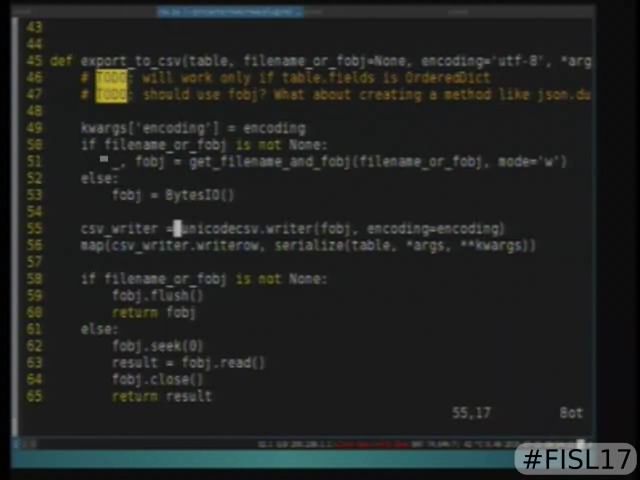 43
44
45 def export_to_csv(table, filename_or_fobj=None, encoding='utf-8', *arg
46     # TODO: will work only if table.fields is OrderedDict
47     # TODO: should use fobj? What about creating a method like json.du
48
49     kwargs['encoding'] = encoding
50     if filename_or_fobj is not None:
51         _, fobj = get_filename_and_fobj(filename_or_fobj, mode='w')
52     else:
53         fobj = BytesIO()
54
55     csv_writer = unicodecsv.writer(fobj, encoding=encoding)
56     map(csv_writer.writerow, serialize(table, *args, **kwargs))
57
58     if filename_or_fobj is not None:
59         fobj.flush()
60         return fobj
61     else:
62         fobj.seek(0)
63         result = fobj.read()
64         fobj.close()
65         return result
55,17 Bot
#FISL17